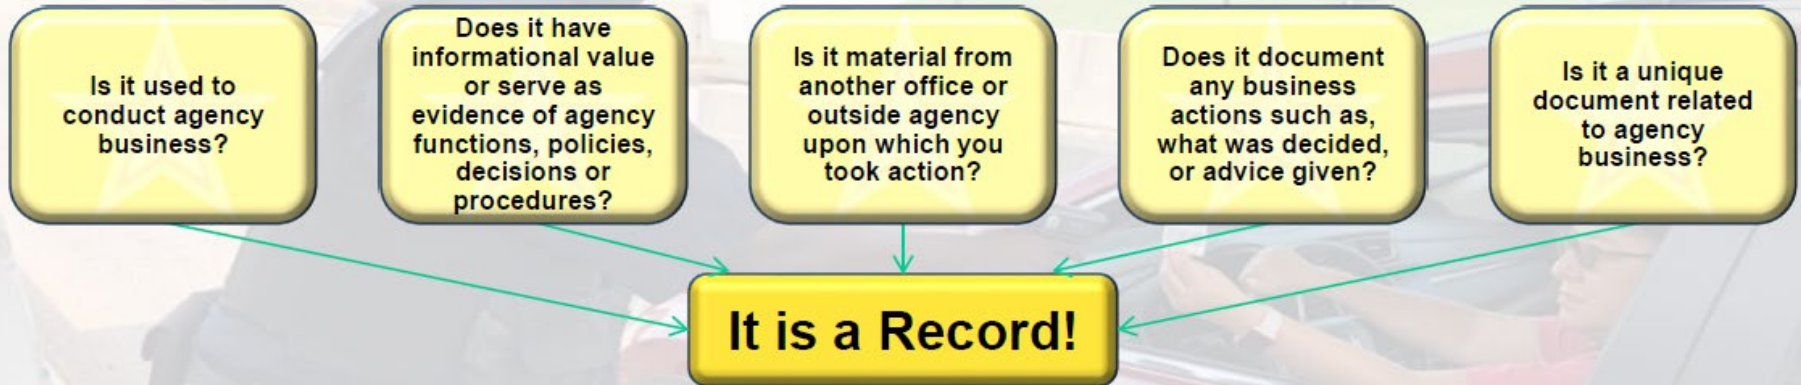 Is it used to
conduct agency
business?
Does it have
informational value
or serve as
evidence of agency
functions, policies,
decisions or
procedures?
Is it material from
another office or
outside agency
upon which you
took action?
Does it document
any business
actions such as,
what was decided,
or advice given?
Is it a unique
document related
to agency
business?
It is a Record!